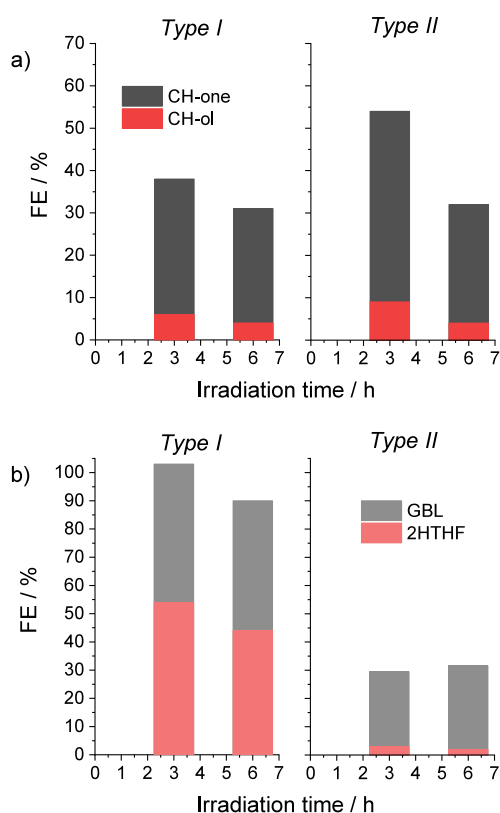 Type I
Type II
a)
70
60
50
40
30
20
10
0
FE / %
CH-one
CH-ol
0 1 2 3 4 5 6 7
0 1 2 3 4 5 6 7
Irradiation time / h
Type I
Type II
b)
100
90
80
70
60
50
40
30
20
10
0
FE / %
GBL
2HTHF
0 1 2 3 4 5 6 7
0 1 2 3 4 5 6 7
Irradiation time / h